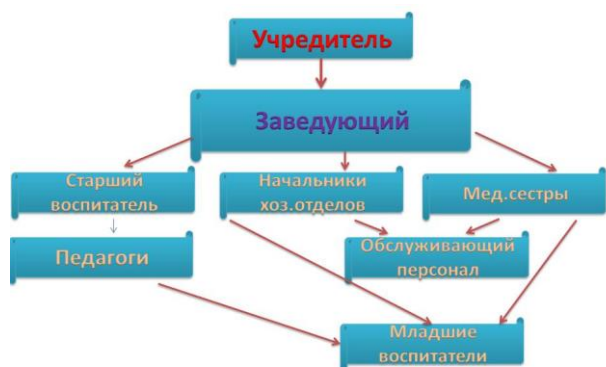 Учредитель
Заведующий
Старший
воспитатель
Начальники
хоз.отделов
Мед.сестры
Педагоги
Обслуживающий
персонал
Младшие
воспитатели